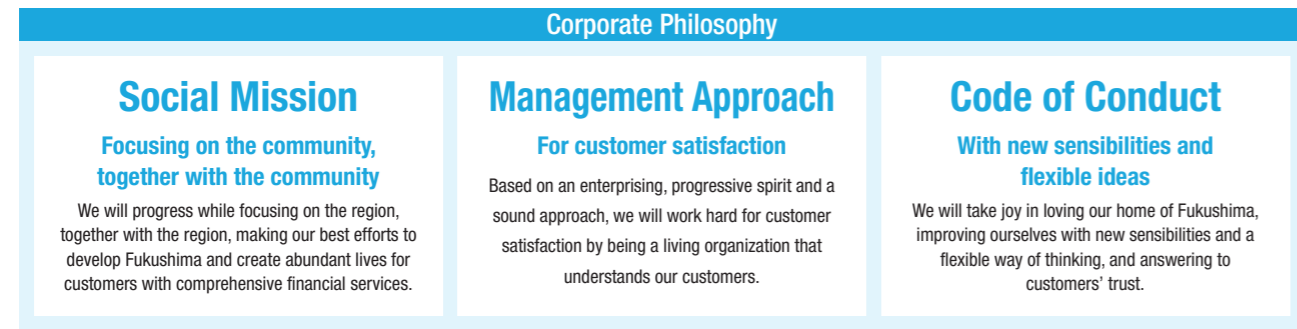 Corporate Philosophy
Social Mission
Focusing on the community,
together with the community
We will progress while focusing on the region,
together with the region, making our best efforts to
develop Fukushima and create abundant lives for
customers with comprehensive financial services.
Management Approach
For customer satisfaction
Based on an enterprising, progressive spirit and a
sound approach, we will work hard for customer
satisfaction by being a living organization that
understands our customers.
Code of Conduct
With new sensibilities and
flexible ideas
We will take joy in loving our home of Fukushima,
improving ourselves with new sensibilities and a
flexible way of thinking, and answering to
customers’ trust.